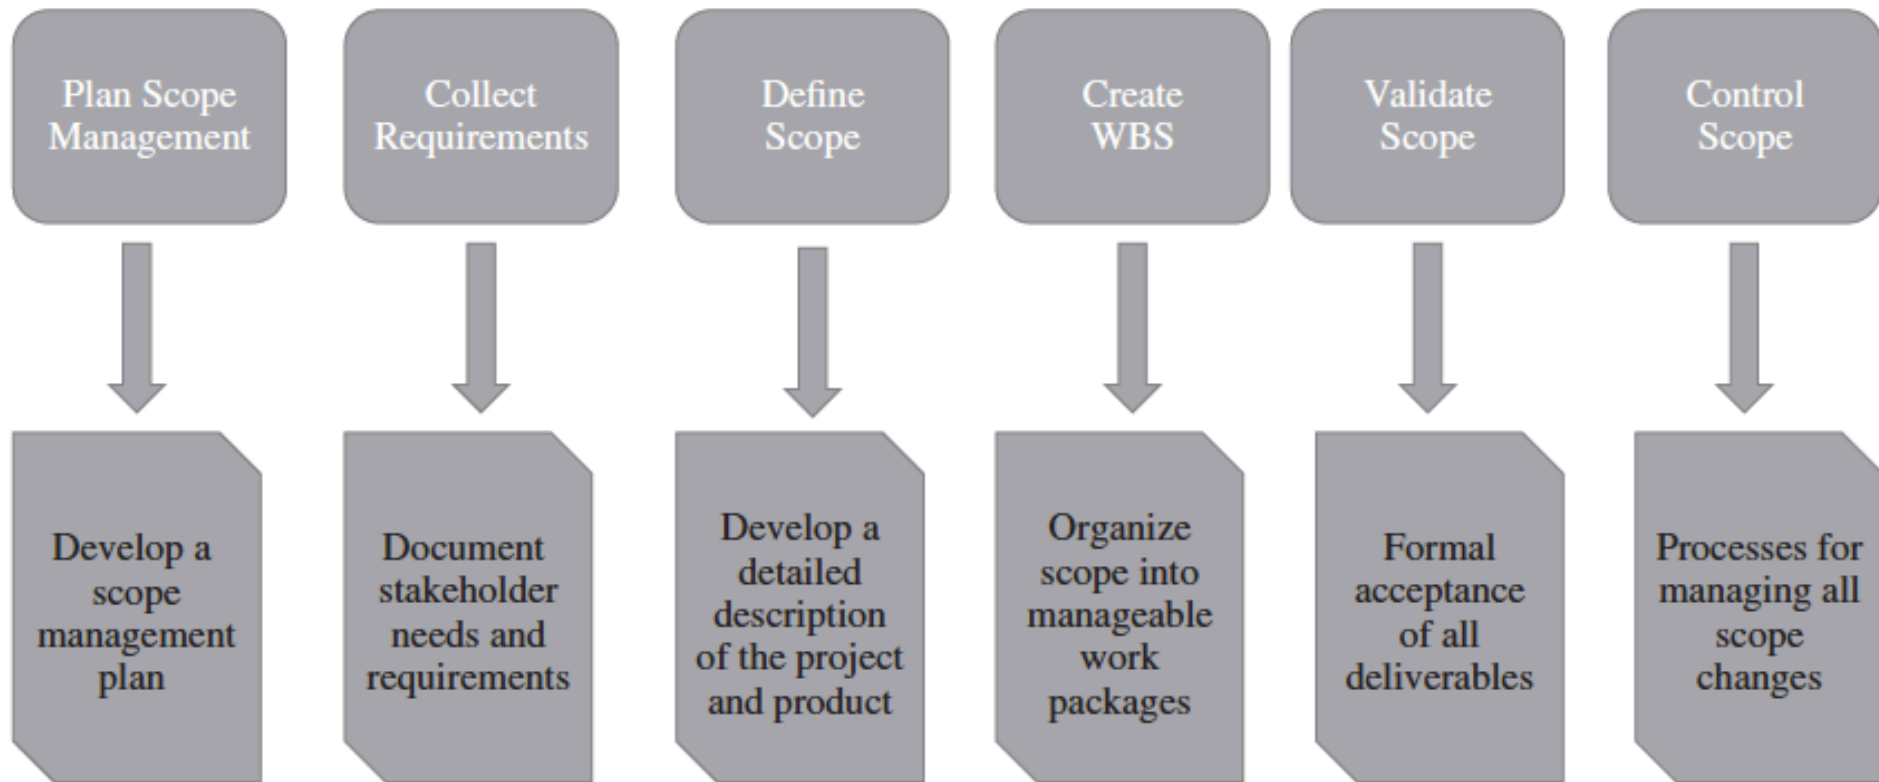 Plan Scope
Management
Collect
Requirements
Define
Scope
Create
WBS
Validate
Scope
Control
Scope
Develop a
scope
management
plan
Document
stakeholder
needs and
requirements
Develop a
detailed
description
of the project
and product
Organize
scope into
manageable
work
packages
Formal
acceptance
of all
deliverables
Processes for
managing all
scope
changes